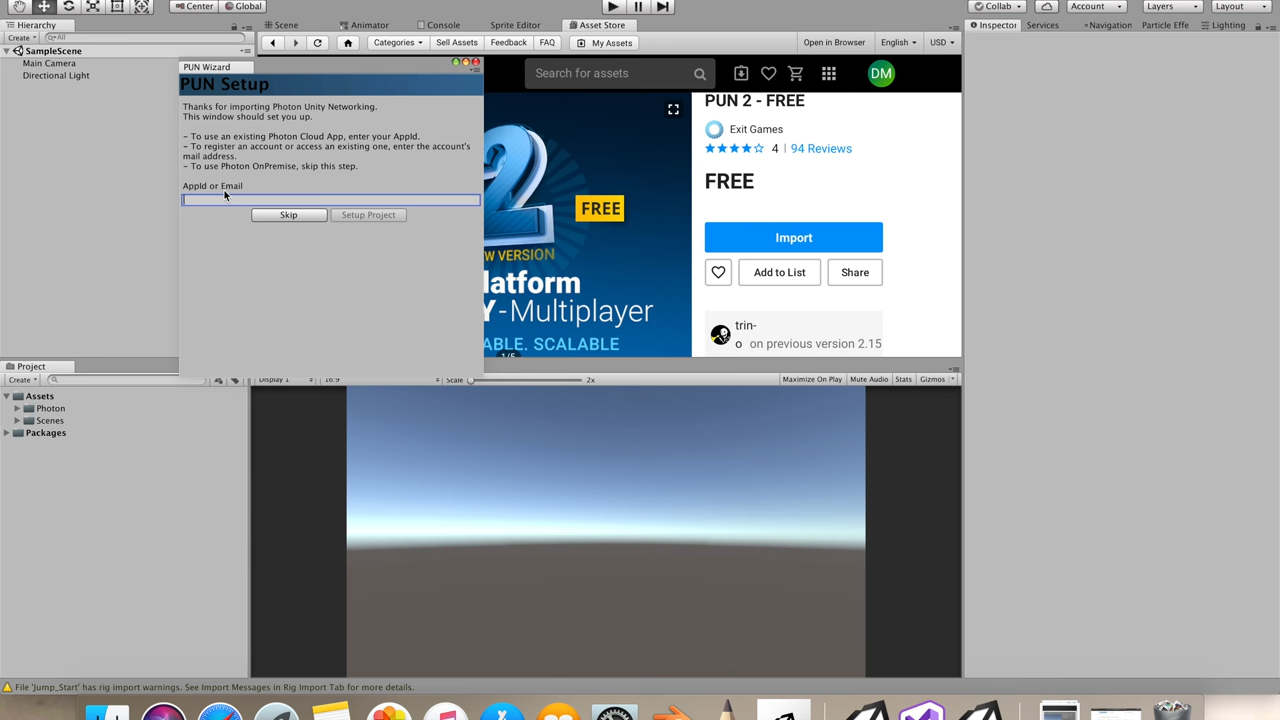 Center
Global
Collab
Account
Layers
Layout
Hierarchy
Scene
Animator
Console
Sprite Editor
Asset Store
Inspector
Services
Navigation
Particle Effe
Lighting
Create
All
Categories
Sell Assets
Feedback
FAQ
My Assets
Open in Browser
English
USD
SampleScene
Main Camera
Directional Light
PUN Wizard
PUN Setup
Thanks for importing Photon Unity Networking.
This window should set you up.
- To use an existing Photon Cloud App, enter your AppId.
- To register an account or access an existing one, enter the account's
mail address.
- To use Photon OnPremise, skip this step.
AppId or Email
Skip
Setup Project
Search for assets
DM
PUN 2 - FREE
Exit Games
4 | 94 Reviews
FREE
Import
Add to List
Share
trin-
o on previous version 2.15
2
FREE
W VERSION
latform
Y-Multiplayer
ABLE. SCALABLE
1/5
Project
Create
Display 1
16:9
Scale
2x
Maximize On Play
Mute Audio
Stats
Gizmos
Assets
Photon
Scenes
Packages
File 'Jump_Start' has rig import warnings. See Import Messages in Rig Import Tab for more details.